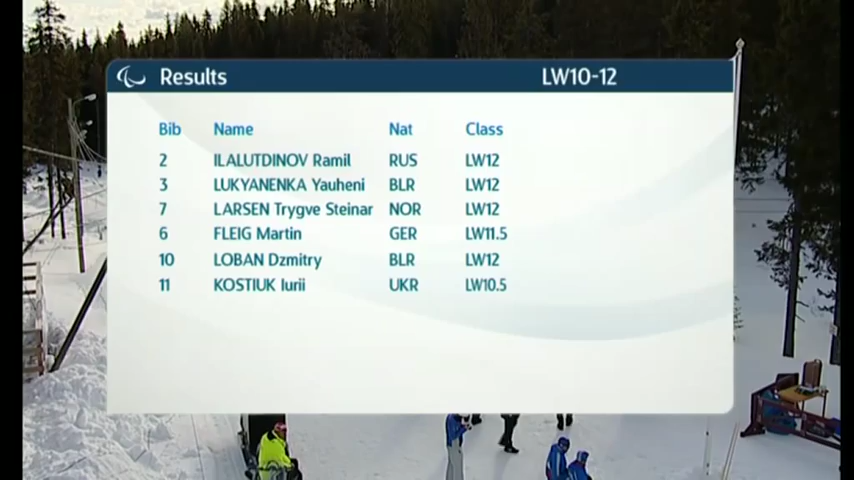 Results LW10-12
Bib Name Nat Class
2 ILALUTDINOV Ramil RUS LW12
3 LUKYANENKA Yauheni BLR LW12
7 LARSEN Trygve Steinar NOR LW12
6 FLEIG Martin GER LW11.5
10 LOBAN Dzmitry BLR LW12
11 KOSTIUK Iurii UKR LW10.5